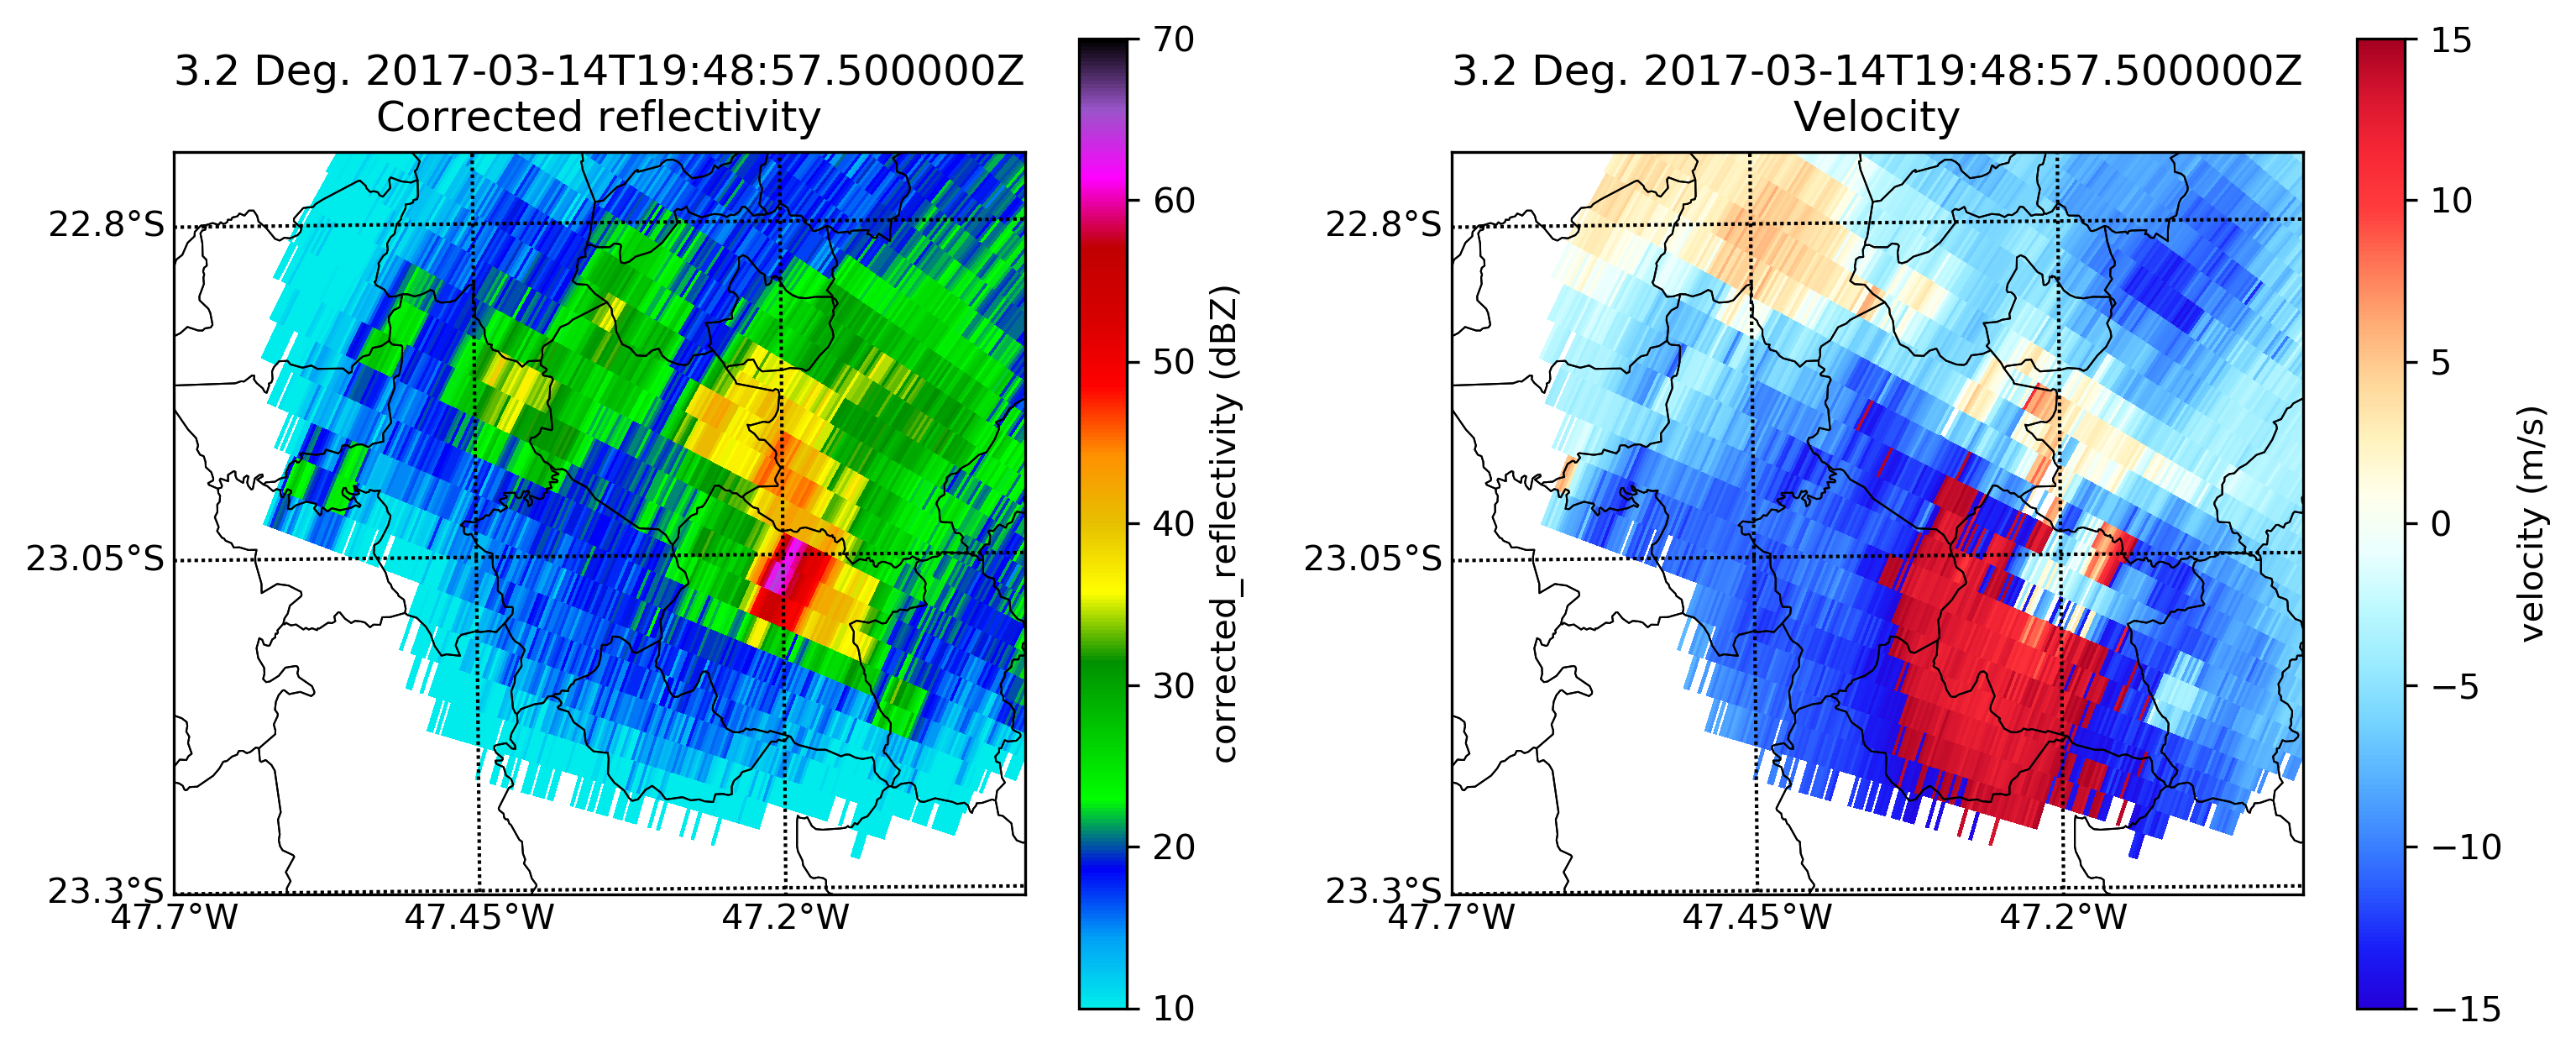 3.2 Deg. 2017-03-14T19:48:57.500000Z
Corrected reflectivity
22.8°S
23.05°S
23.3°S
47.7°W
47.45°W
47.2°W
70
60
50
40
30
20
10
corrected_reflectivity (dBZ)
3.2 Deg. 2017-03-14T19:48:57.500000Z
Velocity
22.8°S
23.05°S
23.3°S
47.7°W
47.45°W
47.2°W
15
10
5
0
−5
−10
−15
velocity (m/s)